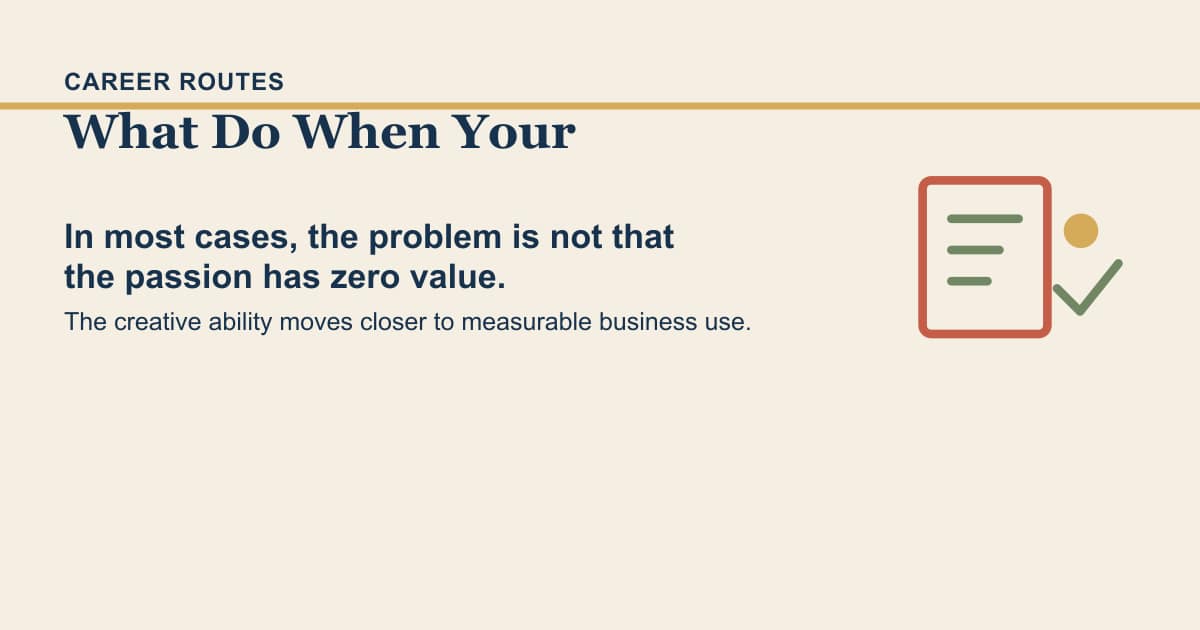 CAREER ROUTES
What Do When Your
In most cases, the problem is not that
the passion has zero value.
The creative ability moves closer to measurable business use.